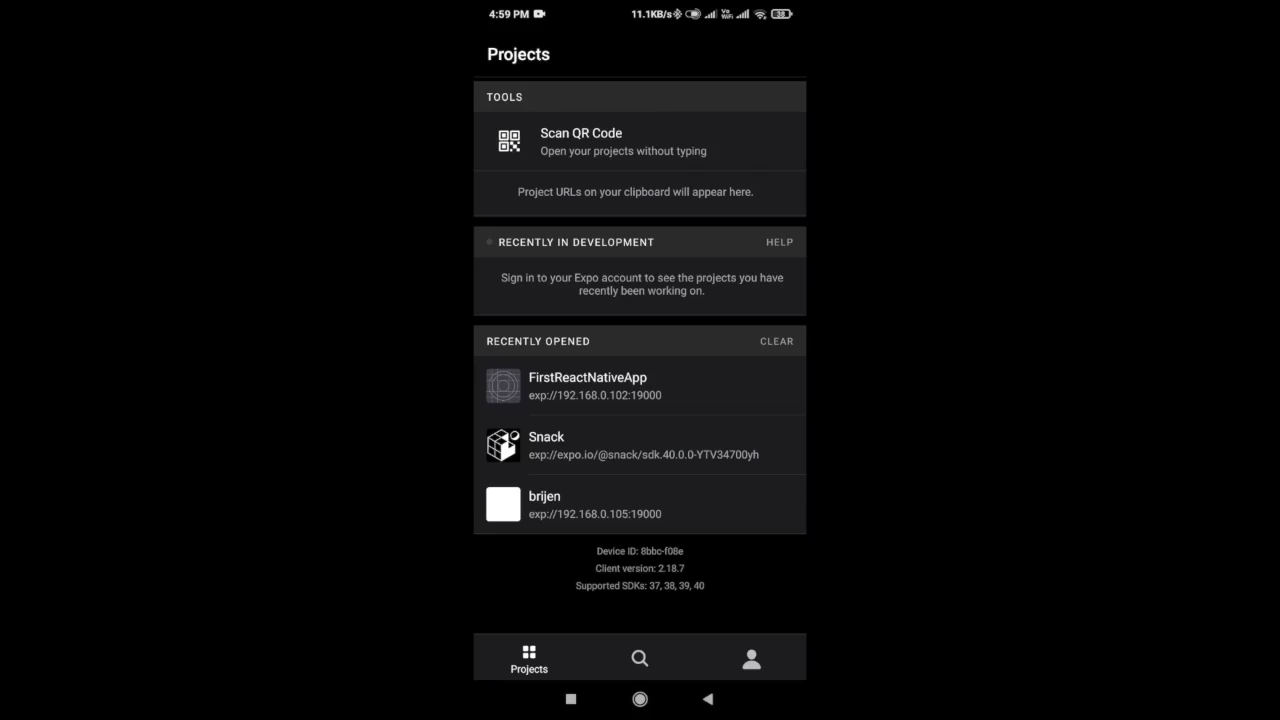 4:59 PM
11.1KB/s
Vo
WiFi
38
Projects
TOOLS
Scan QR Code
Open your projects without typing
Project URLs on your clipboard will appear here.
RECENTLY IN DEVELOPMENT
HELP
Sign in to your Expo account to see the projects you have
recently been working on.
RECENTLY OPENED
CLEAR
FirstReactNativeApp
exp://192.168.0.102:19000
Snack
exp://expo.io/@snack/sdk.40.0.0-YTV34700yh
brijen
exp://192.168.0.105:19000
Device ID: 8bbc-f08e
Client version: 2.18.7
Supported SDKs: 37, 38, 39, 40
Projects